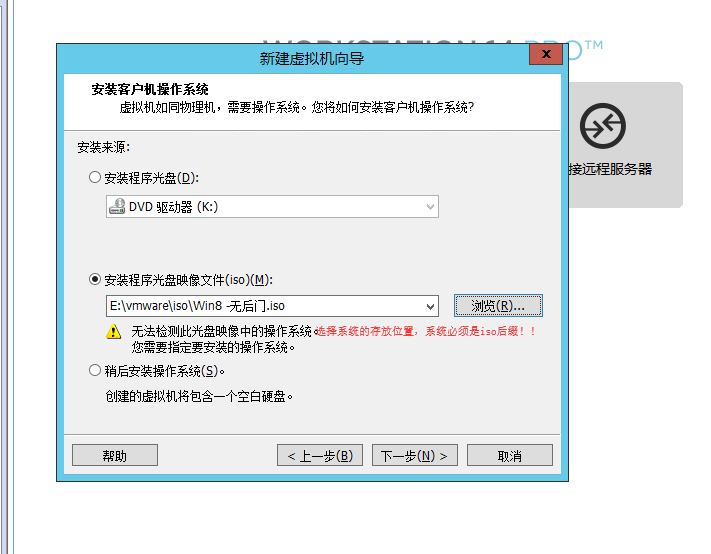 WORKSTATION 14 PRO™
新建虚拟机向导
x
安装客户机操作系统
虚拟机如同物理机，需要操作系统。您将如何安装客户机操作系统?
安装来源:
安装程序光盘(D):
DVD 驱动器 (K:)
安装程序光盘映像文件(iso)(M):
E:\vmware\iso\Win8 -无后门.iso
浏览(R)...
无法检测此光盘映像中的操作系统。选择系统的存放位置，系统必须是iso后缀！！
您需要指定要安装的操作系统。
稍后安装操作系统(S)。
创建的虚拟机将包含一个空白硬盘。
帮助
< 上一步(B)
下一步(N) >
取消
接远程服务器